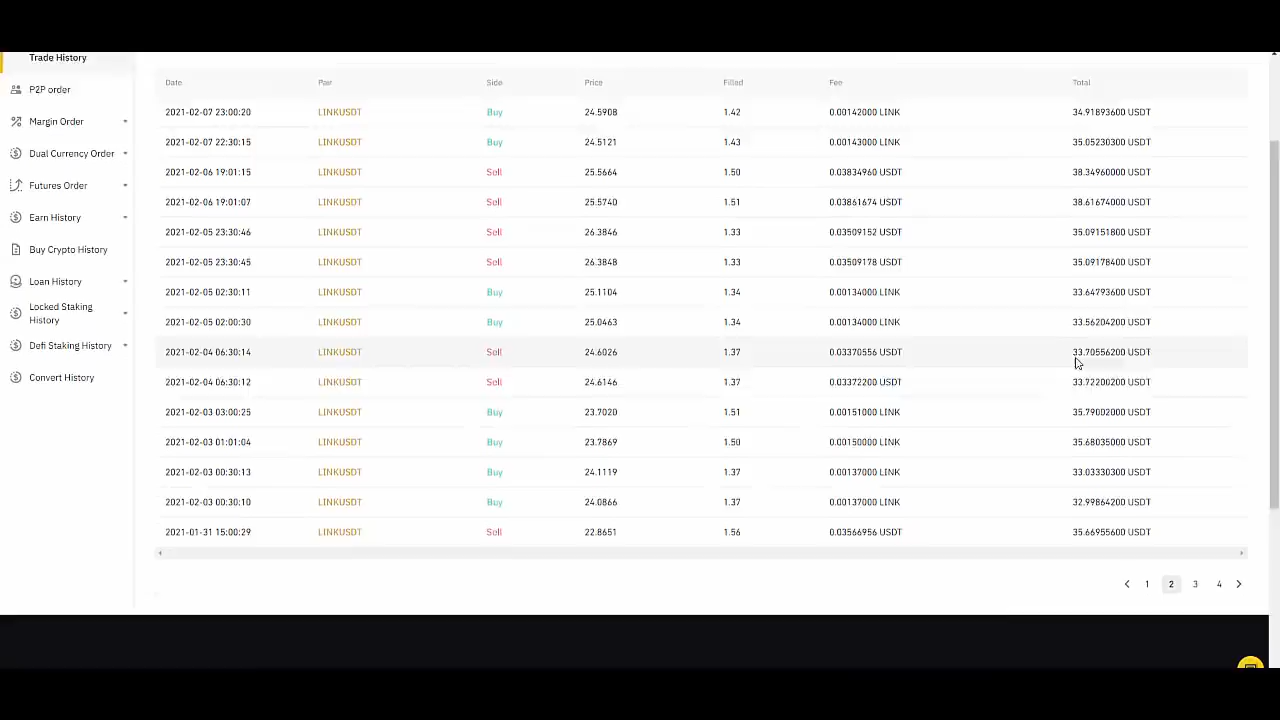 Trade History
P2P order
Margin Order
Dual Currency Order
Futures Order
Earn History
Buy Crypto History
Loan History
Locked Staking
History
Defi Staking History
Convert History
Date Pair Side Price Filled Fee Total
2021-02-07 23:00:20 LINKUSDT Buy 24.5908 1.42 0.00142000 LINK 34.91893600 USDT
2021-02-07 22:30:15 LINKUSDT Buy 24.5121 1.43 0.00143000 LINK 35.05230300 USDT
2021-02-06 19:01:15 LINKUSDT Sell 25.5664 1.50 0.03834960 USDT 38.34960000 USDT
2021-02-06 19:01:07 LINKUSDT Sell 25.5740 1.51 0.03861674 USDT 38.61674000 USDT
2021-02-05 23:30:46 LINKUSDT Sell 26.3846 1.33 0.03509152 USDT 35.09151800 USDT
2021-02-05 23:30:45 LINKUSDT Sell 26.3848 1.33 0.03509178 USDT 35.09178400 USDT
2021-02-05 02:30:11 LINKUSDT Buy 25.1104 1.34 0.00134000 LINK 33.64793600 USDT
2021-02-05 02:00:30 LINKUSDT Buy 25.0463 1.34 0.00134000 LINK 33.56204200 USDT
2021-02-04 06:30:14 LINKUSDT Sell 24.6026 1.37 0.03370556 USDT 33.70556200 USDT
2021-02-04 06:30:12 LINKUSDT Sell 24.6146 1.37 0.03372200 USDT 33.72200200 USDT
2021-02-03 03:00:25 LINKUSDT Buy 23.7020 1.51 0.00151000 LINK 35.79002000 USDT
2021-02-03 01:01:04 LINKUSDT Buy 23.7869 1.50 0.00150000 LINK 35.68035000 USDT
2021-02-03 00:30:13 LINKUSDT Buy 24.1119 1.37 0.00137000 LINK 33.03330300 USDT
2021-02-03 00:30:10 LINKUSDT Buy 24.0866 1.37 0.00137000 LINK 32.99864200 USDT
2021-01-31 15:00:29 LINKUSDT Sell 22.8651 1.56 0.03566956 USDT 35.66955600 USDT
1 2 3 4